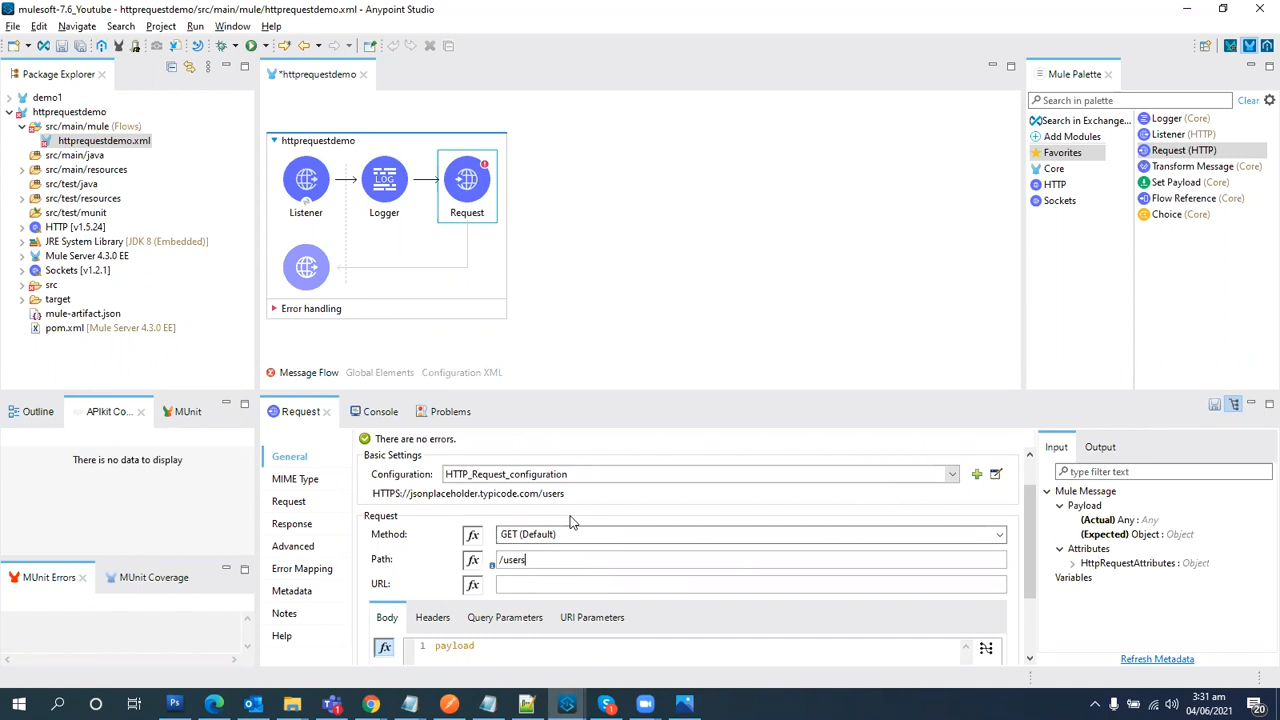 mulesoft-7.6_Youtube - httprequestdemo/src/main/mule/httprequestdemo.xml - Anypoint Studio
File Edit Navigate Search Project Run Window Help
Package Explorer
demo1
httprequestdemo
src/main/mule (Flows)
httprequestdemo.xml
src/main/java
src/main/resources
src/test/java
src/test/resources
src/test/munit
HTTP [v1.5.24]
JRE System Library [JDK 8 (Embedded)]
Mule Server 4.3.0 EE
Sockets [v1.2.1]
src
target
mule-artifact.json
pom.xml [Mule Server 4.3.0 EE]
*httprequestdemo
httprequestdemo
LOG
Listener Logger Request
Error handling
Message Flow Global Elements Configuration XML
Mule Palette
Search in palette Clear
Search in Exchange...
Add Modules
Favorites
Core
HTTP
Sockets
Logger (Core)
Listener (HTTP)
Request (HTTP)
Transform Message (Core)
Set Payload (Core)
Flow Reference (Core)
Choice (Core)
Outline APIkit Co... MUnit
There is no data to display
MUnit Errors MUnit Coverage
Request Console Problems
General
MIME Type
Request
Response
Advanced
Error Mapping
Metadata
Notes
Help
There are no errors.
Basic Settings
Configuration: HTTP_Request_configuration
HTTPS://jsonplaceholder.typicode.com/users
Request
Method: fx GET (Default)
Path: fx /users
URL: fx
Body Headers Query Parameters URI Parameters
fx 1 payload
Input Output
type filter text
Mule Message
Payload
(Actual) Any : Any
(Expected) Object : Object
Attributes
HttpRequestAttributes : Object
Variables
Refresh Metadata
3:31 am
04/06/2021
20